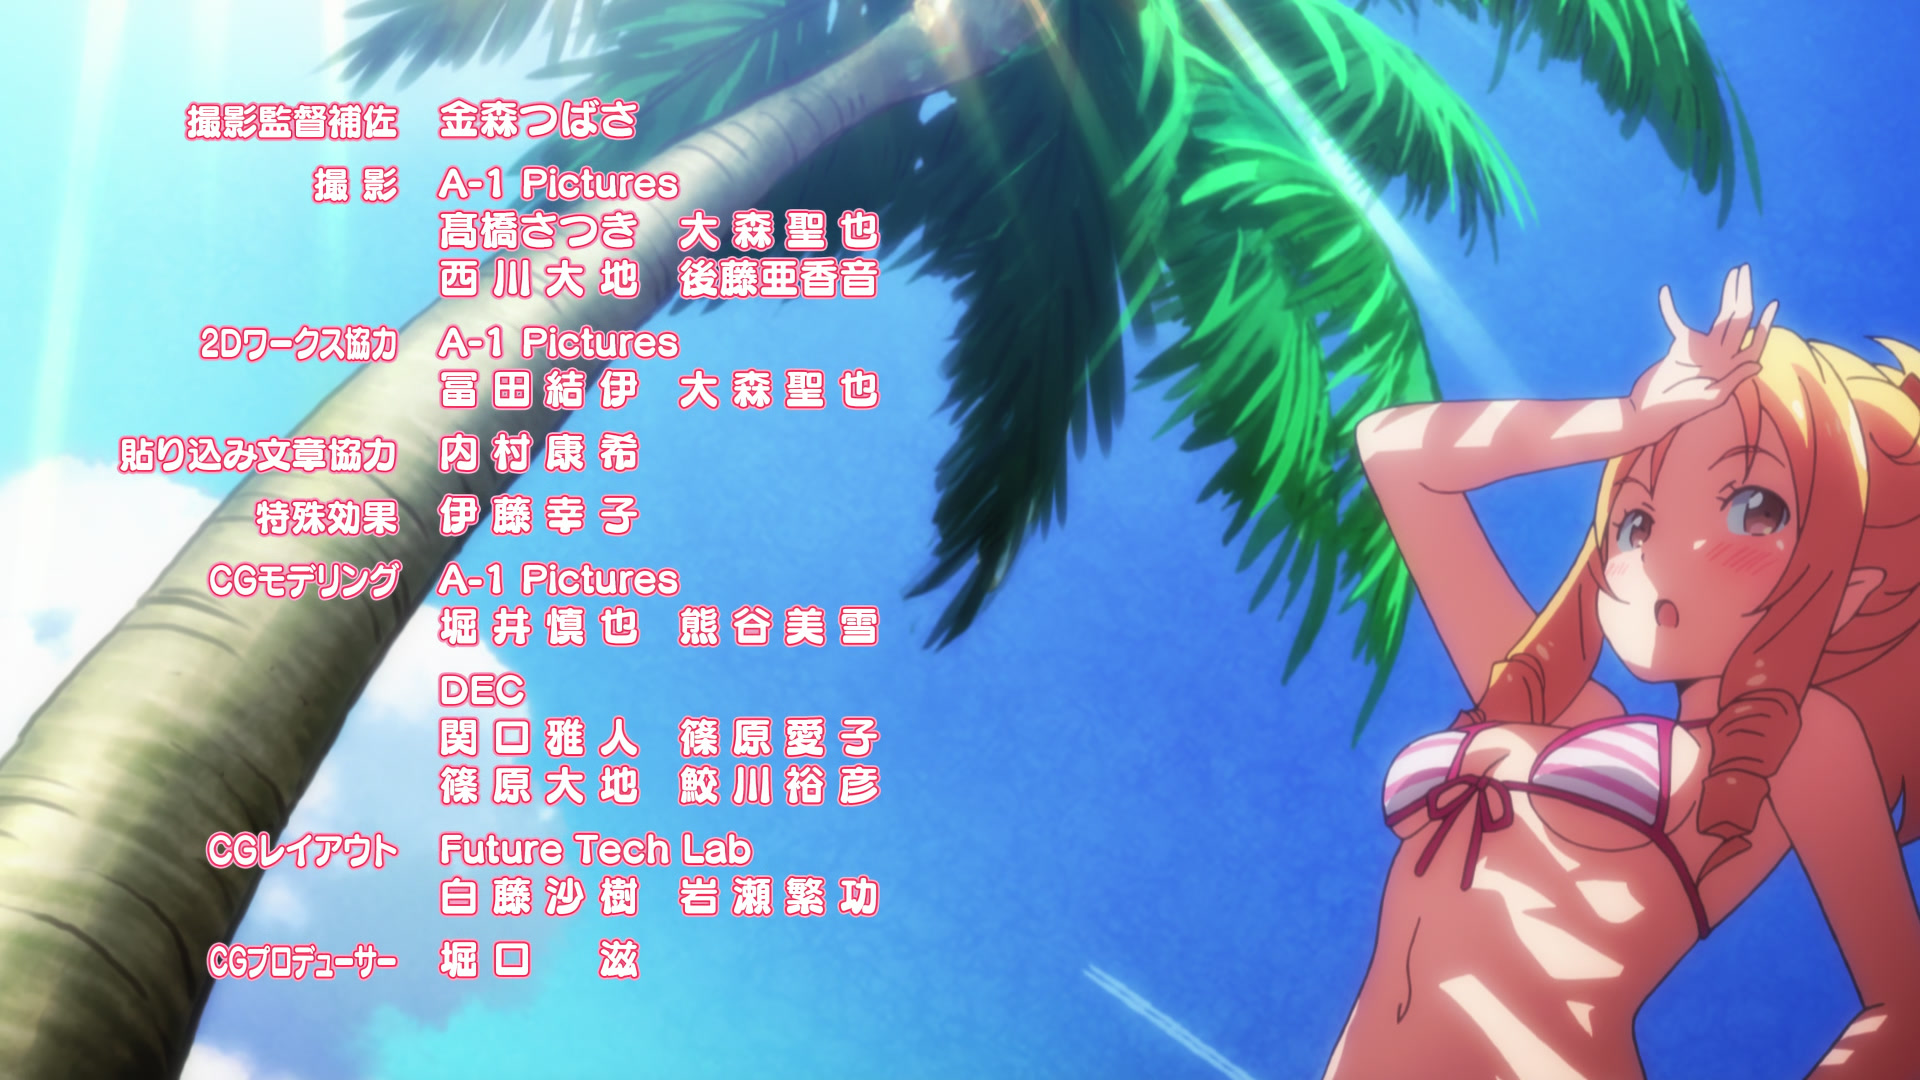 撮影監督補佐 金森つばさ
撮影 A-1 Pictures
髙橋さつき 大森聖也
西川大地 後藤亜香音
2Dワークス協力 A-1 Pictures
冨田結伊 大森聖也
貼り込み文章協力 内村康希
特殊効果 伊藤幸子
CGモデリング A-1 Pictures
堀井慎也 熊谷美雪
DEC
関口雅人 篠原愛子
篠原大地 鮫川裕彦
CGレイアウト Future Tech Lab
白藤沙樹 岩瀬繁功
CGプロデューサー 堀口 滋